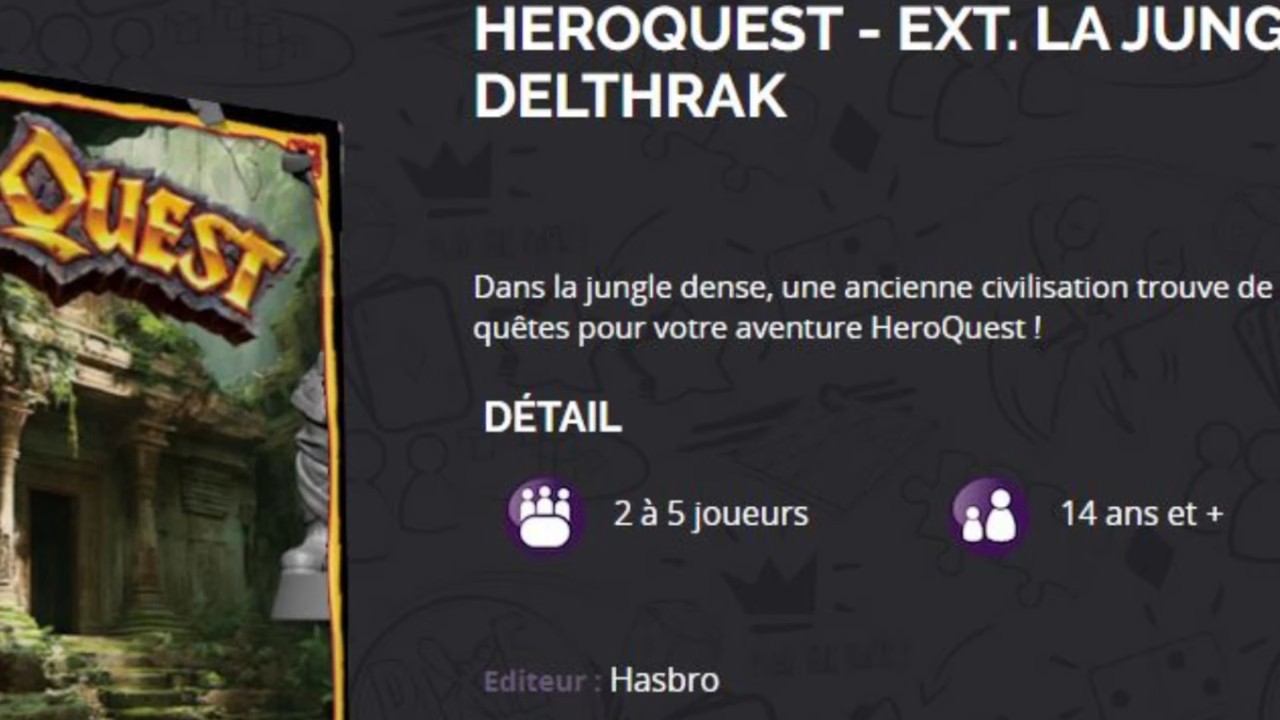 HEROQUEST - EXT. LA JUNG
DELTHRAK
QUEST
Dans la jungle dense, une ancienne civilisation trouve de
quêtes pour votre aventure HeroQuest !
DÉTAIL
2 à 5 joueurs
14 ans et +
Editeur : Hasbro